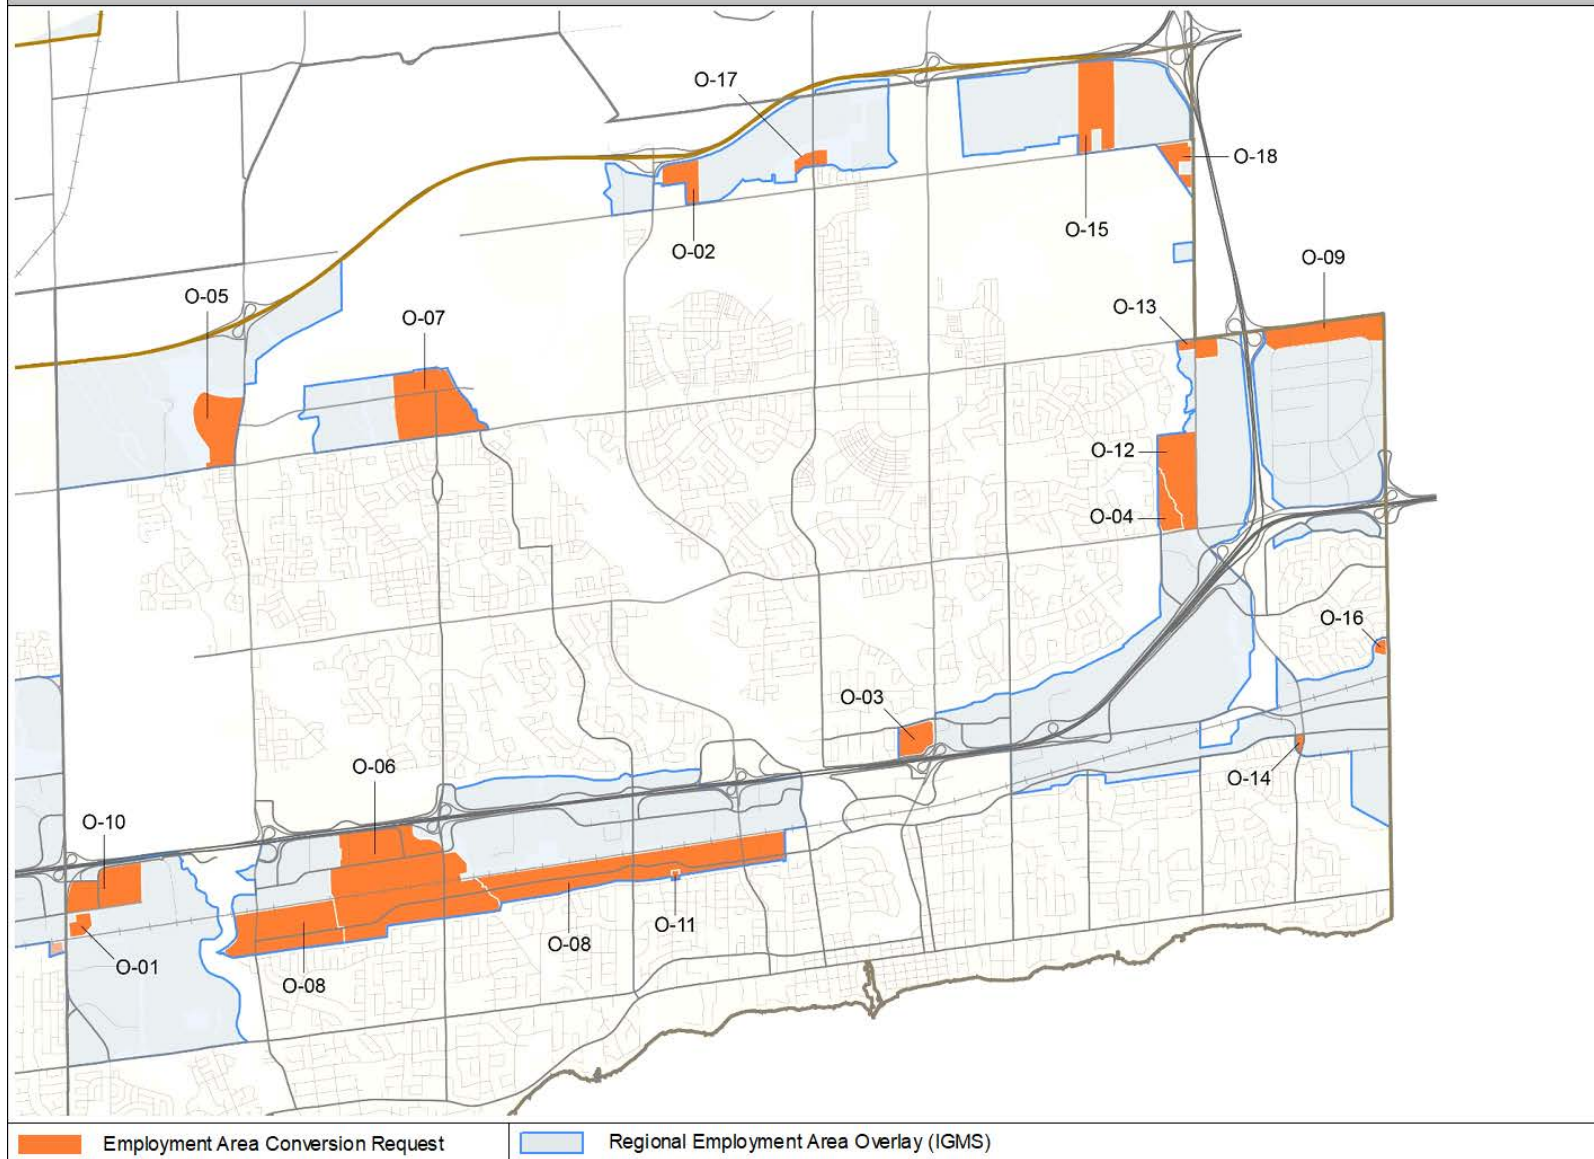 O-17
O-18
O-02
O-15
O-09
O-05
O-13
O-07
O-12
O-04
O-16
O-03
O-06
O-14
O-10
O-11
O-08
O-01
O-08
Employment Area Conversion Request
Regional Employment Area Overlay (IGMS)